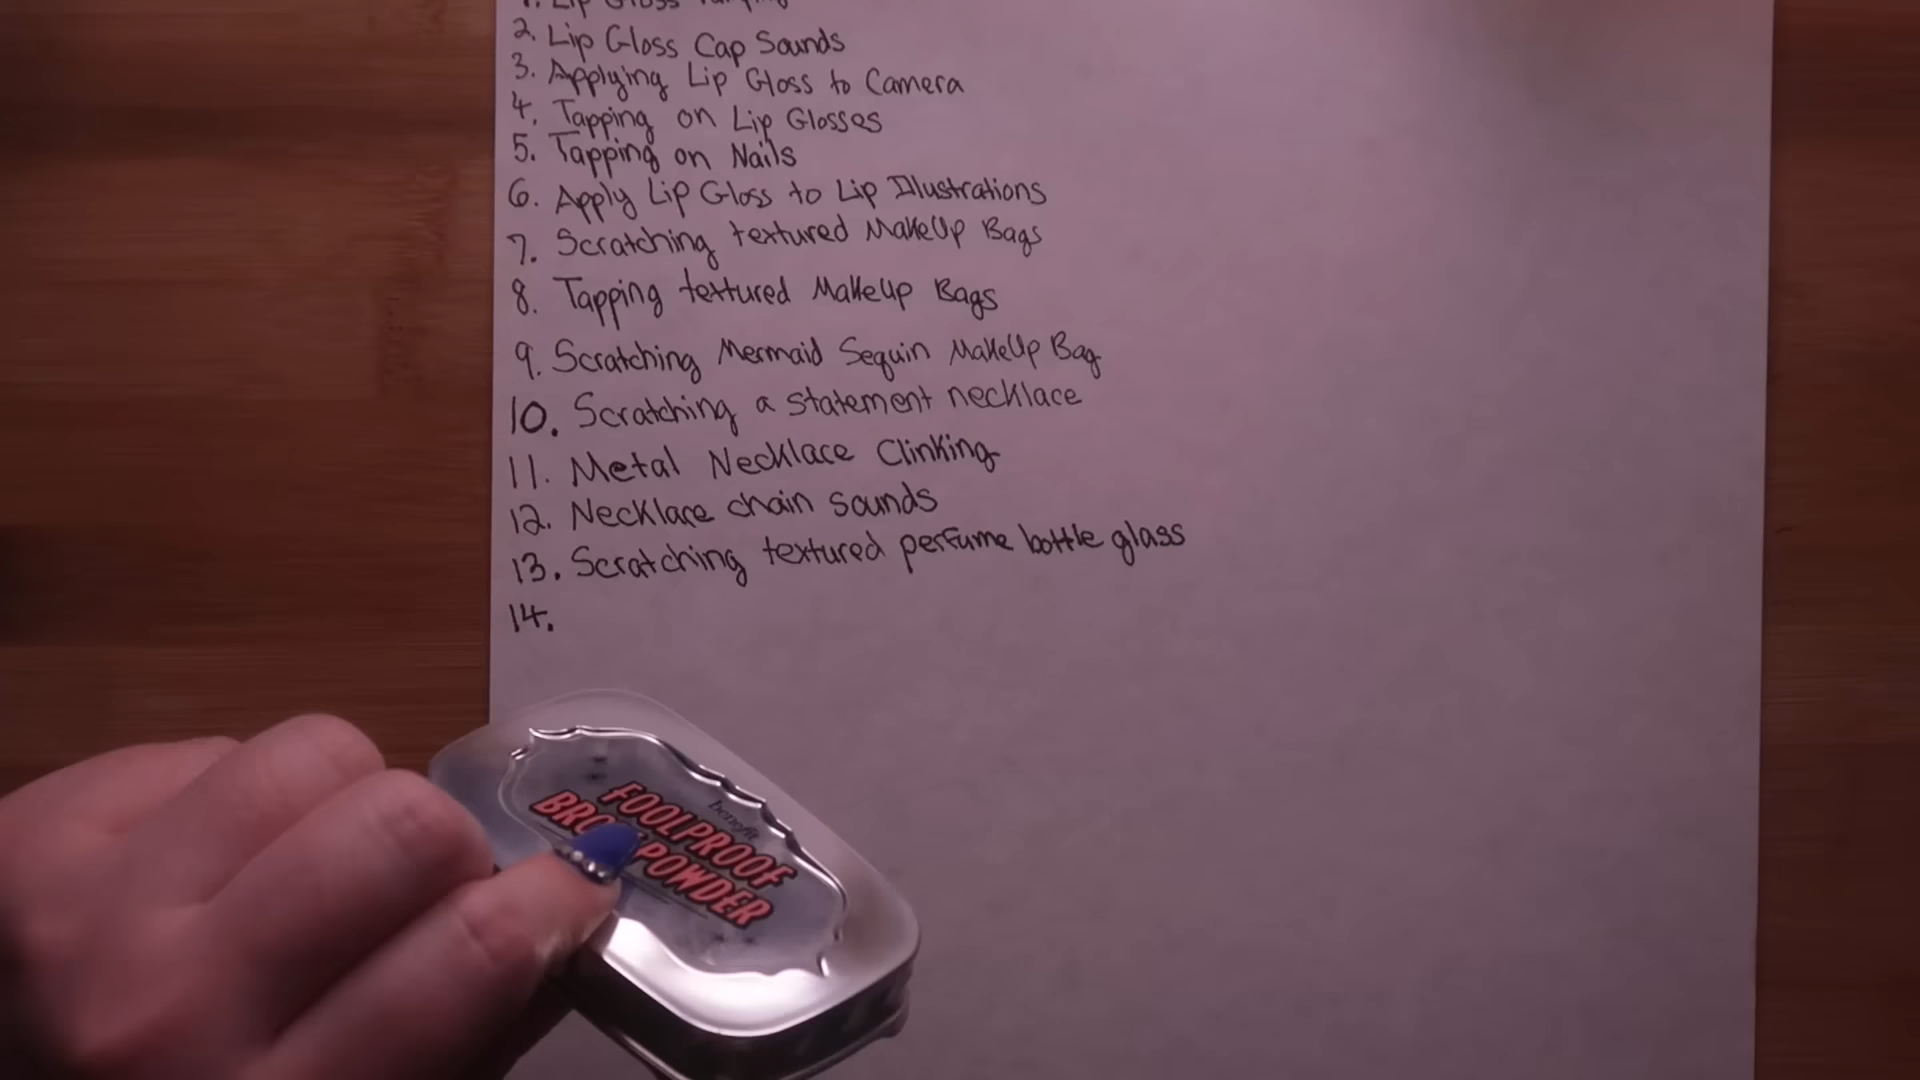 1. Lip Gloss
2. Lip Gloss Cap Sounds
3. Applying Lip Gloss to Camera
4. Tapping on Lip Glosses
5. Tapping on Nails
6. Apply Lip Gloss to Lip Illustrations
7. Scratching textured MakeUp Bags
8. Tapping textured MakeUp Bags
9. Scratching Mermaid Sequin MakeUp Bag
10. Scratching a statement necklace
11. Metal Necklace Clinking
12. Necklace chain sounds
13. Scratching textured perfume bottle glass
14.
benefit
FOOLPROOF
POWDER